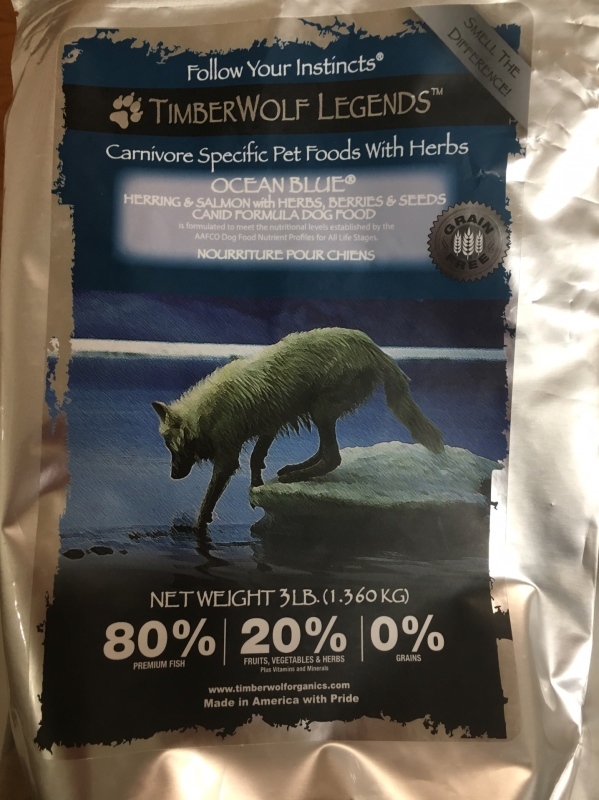 SMELL THE
DIFFERENCE!
Follow Your Instincts®
TIMBERWOLF LEGENDS™
Carnivore Specific Pet Foods With Herbs
OCEAN BLUE®
HERRING & SALMON with HERBS, BERRIES & SEEDS
CANID FORMULA DOG FOOD
is formulated to meet the nutritional levels established by the
AAFCO Dog Food Nutrient Profiles for All Life Stages.
NOURRITURE POUR CHIENS
GRAIN
FREE
NET WEIGHT 3LB. (1.360 KG)
80% 20% 0%
PREMIUM FISH FRUITS, VEGETABLES & HERBS GRAINS
Plus Vitamins and Minerals
www.timberwolforganics.com
Made in America with Pride